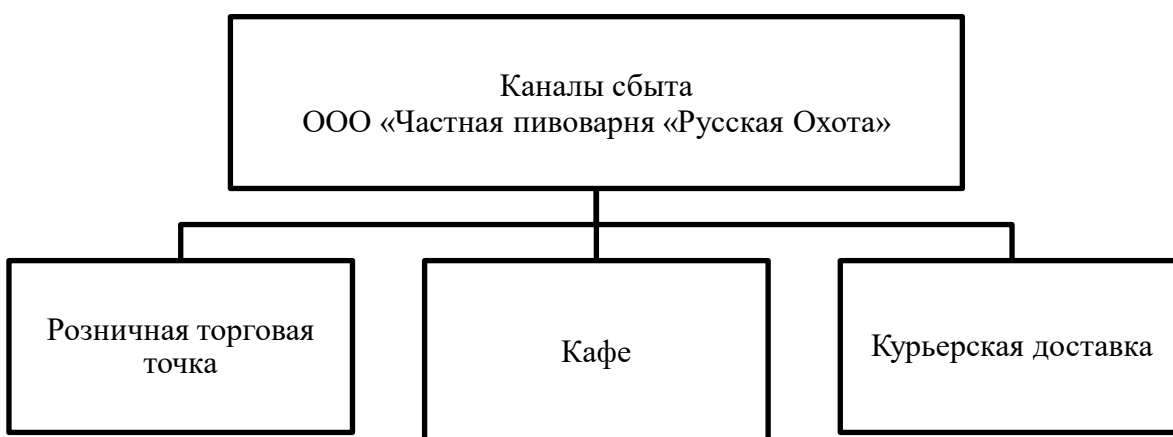 Каналы сбыта
ООО «Частная пивоварня «Русская Охота»
Розничная торговая
точка
Кафе
Курьерская доставка